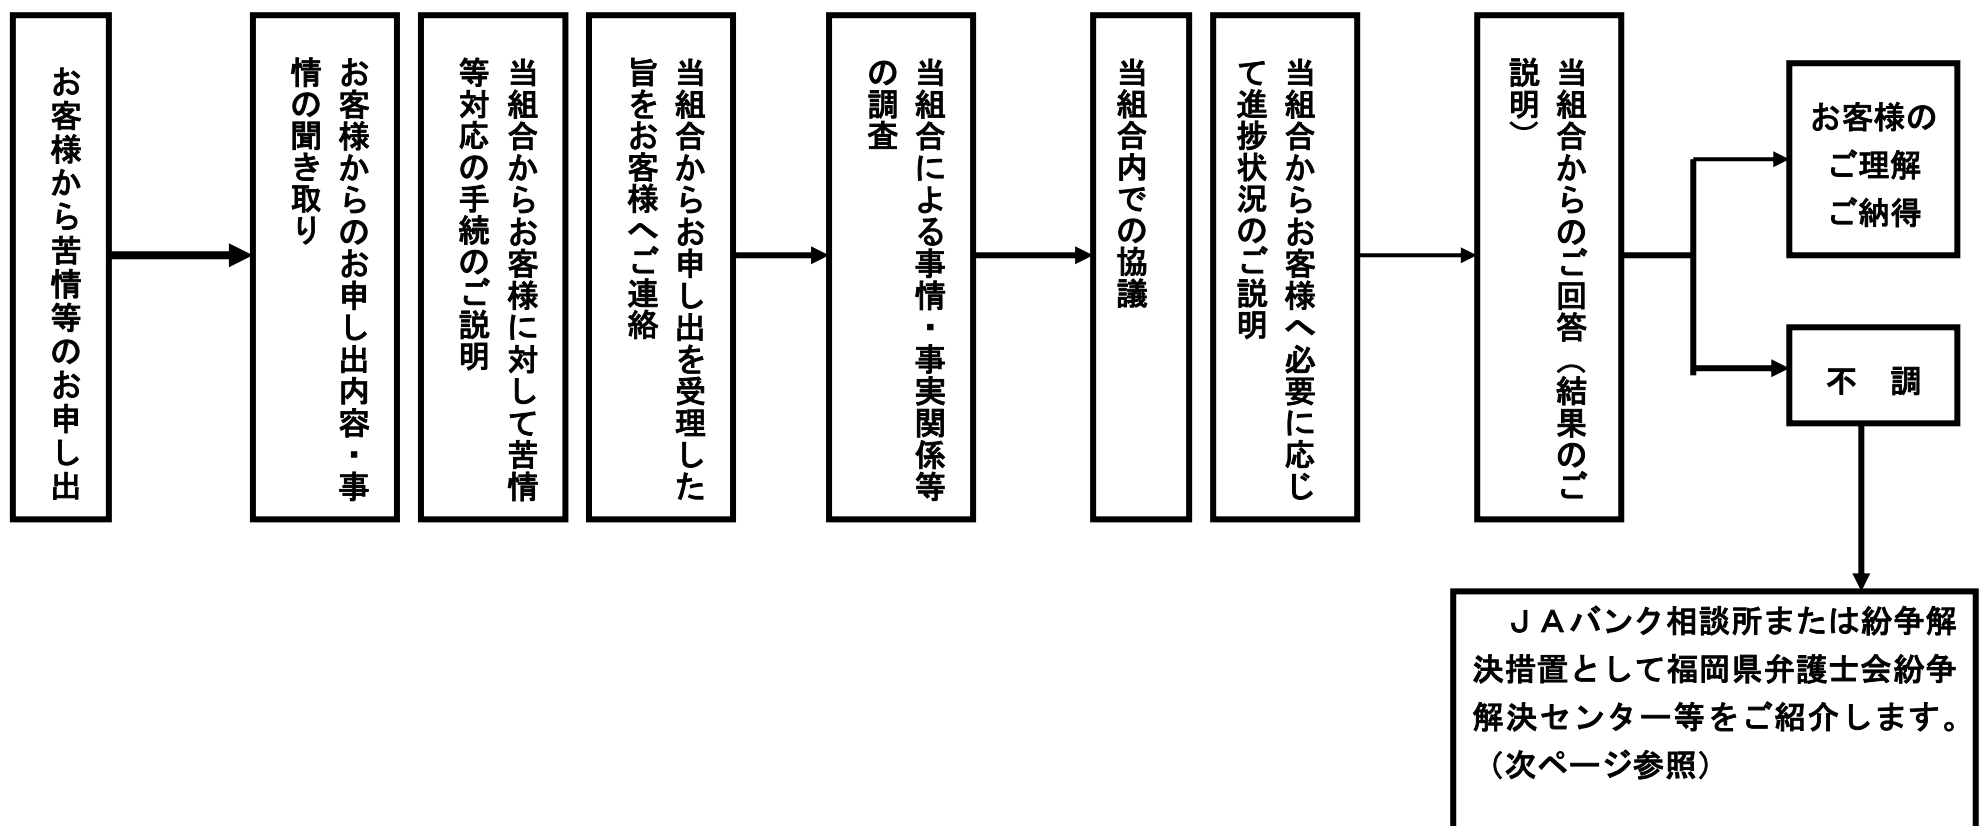 お客様から苦情等のお申し出
お客様からのお申し出内容・事
情の聞き取り
当組合からお客様に対して苦情
等対応の手続のご説明
当組合からお申し出を受理した
旨をお客様へご連絡
当組合による事情・事実関係等
の調査
当組合内での協議
当組合からお客様へ必要に応じ
て進捗状況のご説明
当組合からのご回答（結果のご
説明）
お客様の
ご理解
ご納得
不　調
ＪＡバンク相談所または紛争解
決措置として福岡県弁護士会紛争
解決センター等をご紹介します。
（次ページ参照）